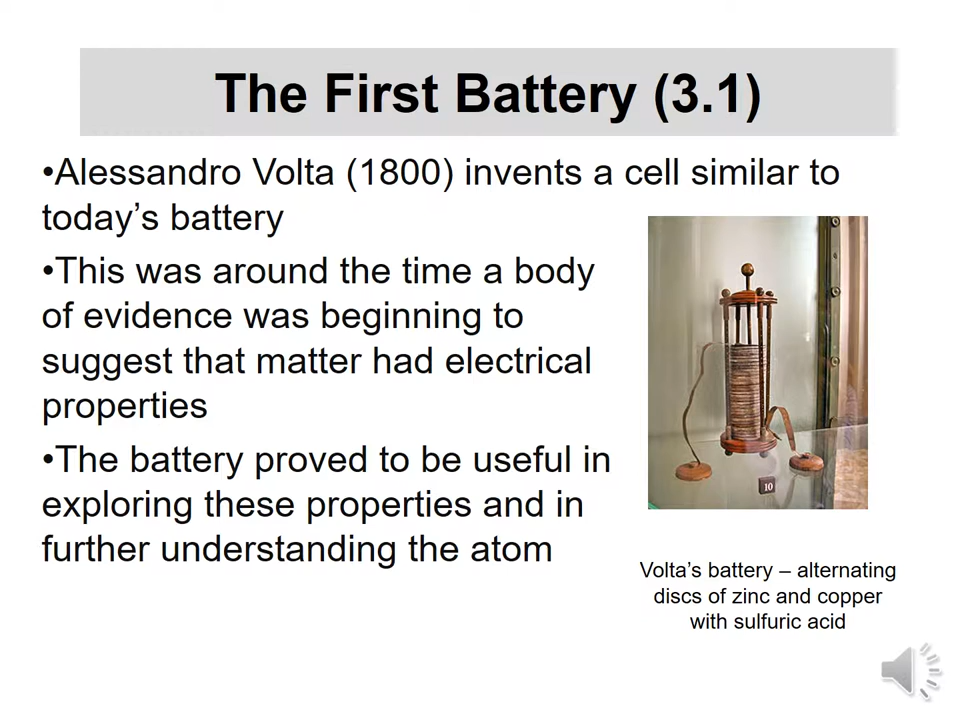 The First Battery (3.1)
•Alessandro Volta (1800) invents a cell similar to
today’s battery
•This was around the time a body
of evidence was beginning to
suggest that matter had electrical
properties
•The battery proved to be useful in
exploring these properties and in
further understanding the atom
10
Volta’s battery – alternating
discs of zinc and copper
with sulfuric acid